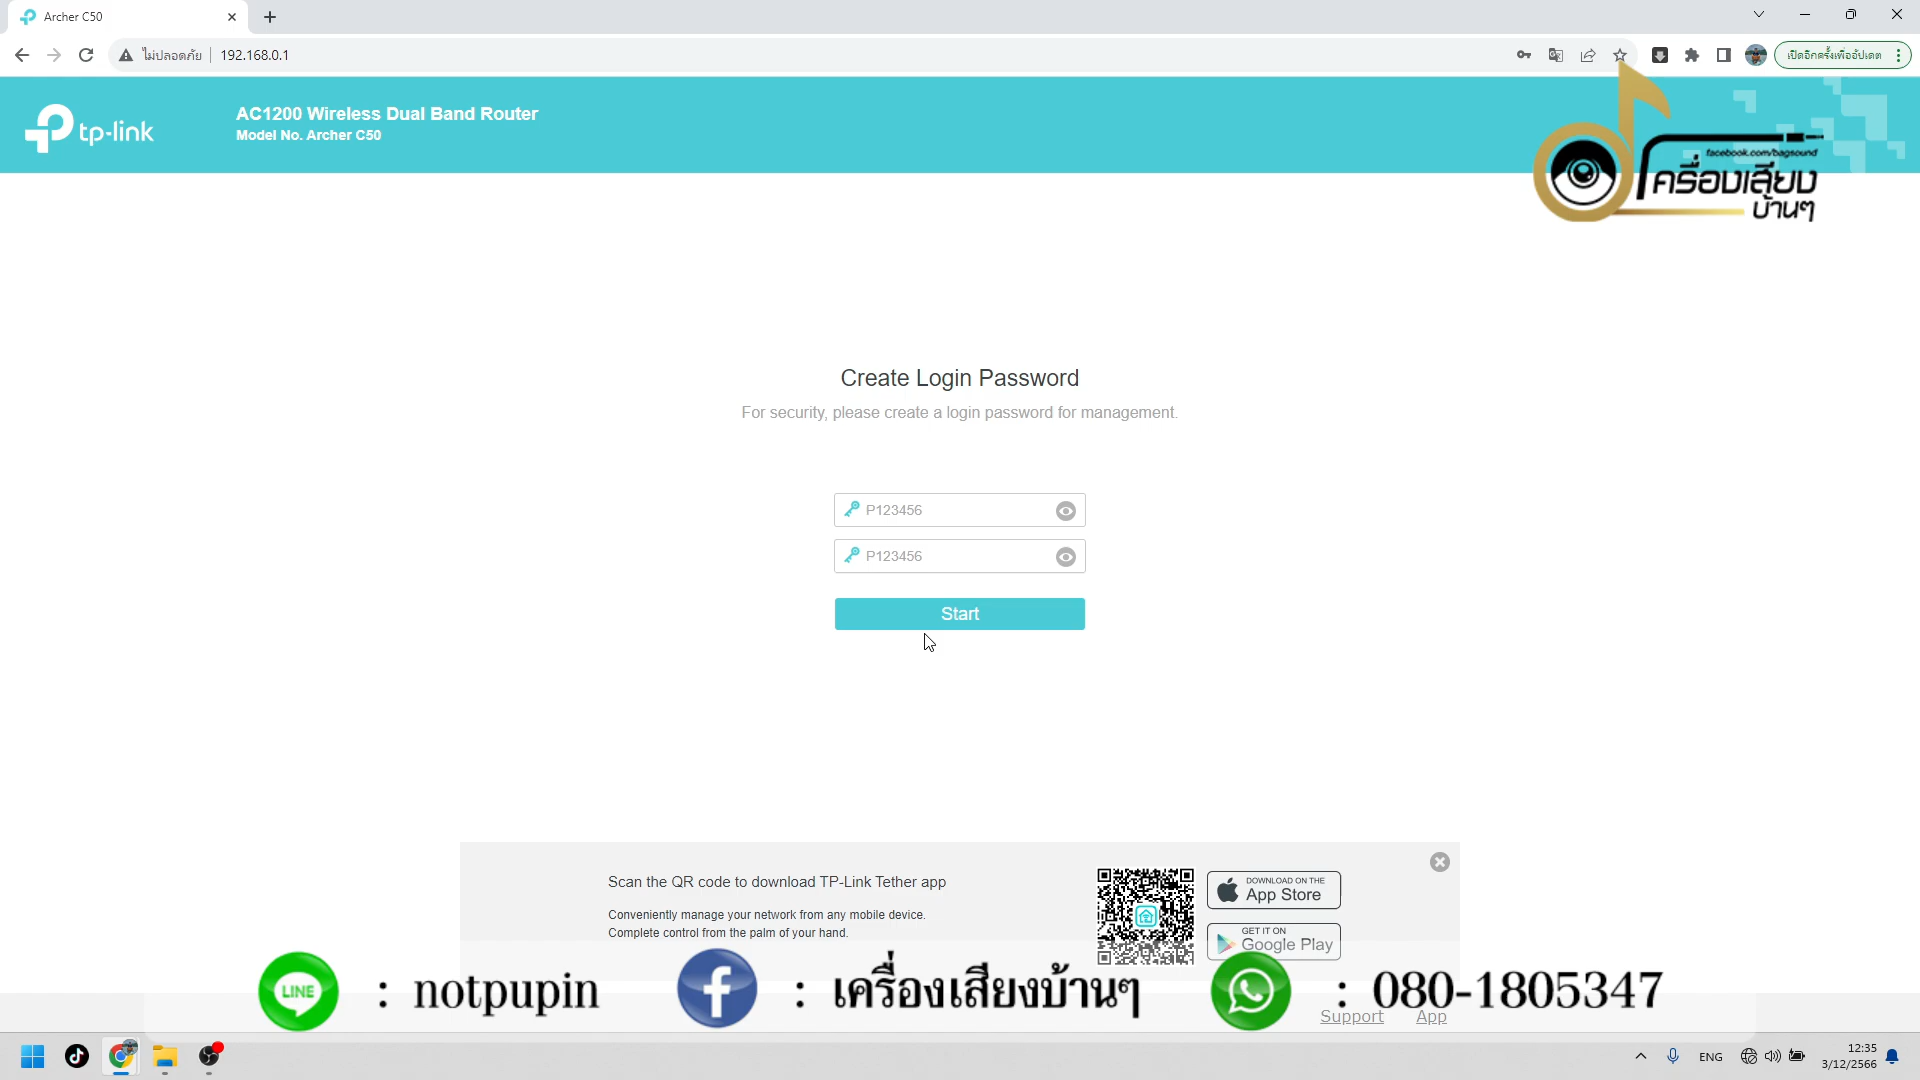 Archer C50
ไม่ปลอดภัย
192.168.0.1
เปิดอีกครั้งเพื่ออัปเดต
tp-link
AC1200 Wireless Dual Band Router
Model No. Archer C50
facebook.com/bagsound
เครื่องเสียง
บ้านๆ
Create Login Password
For security, please create a login password for management.
P123456
P123456
Start
Scan the QR code to download TP-Link Tether app
Conveniently manage your network from any mobile device.
Complete control from the palm of your hand.
DOWNLOAD ON THE
App Store
GET IT ON
Google Play
LINE : notpupin
f : เครื่องเสียงบ้านๆ
: 080-1805347
Support
App
ENG
12:35
3/12/2566